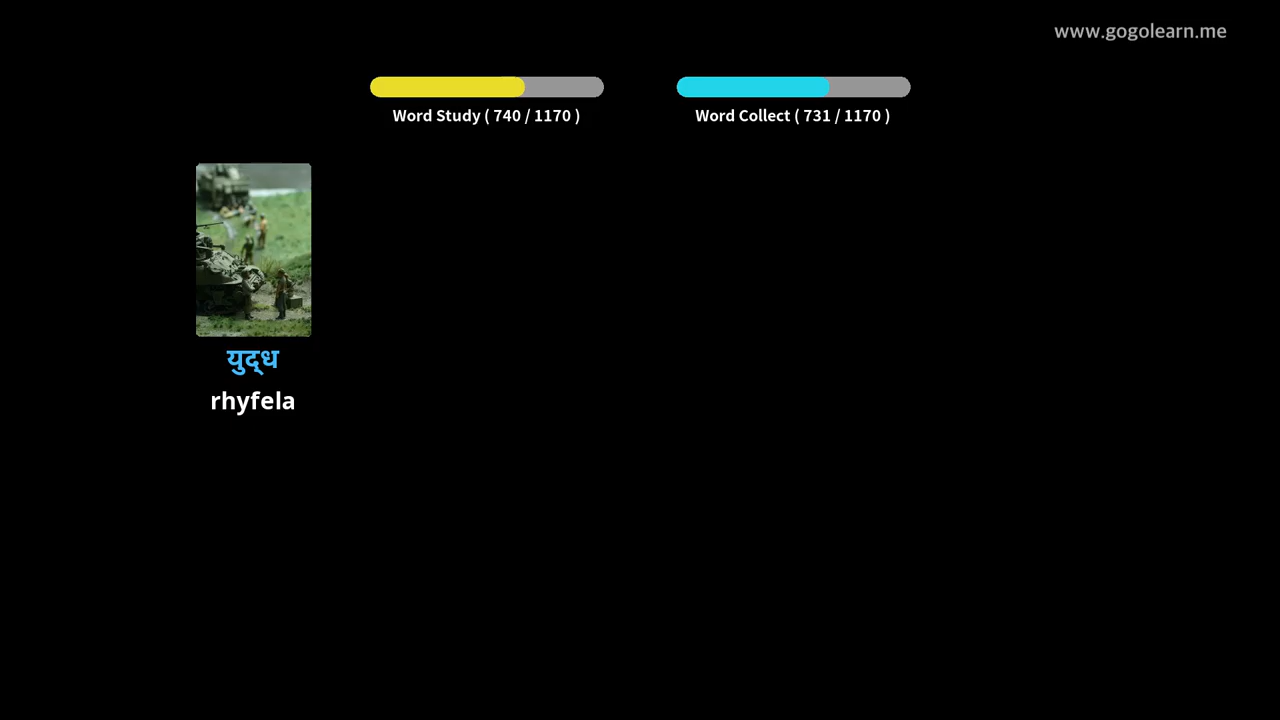 www.gogolearn.me
Word Study ( 740 / 1170 )
Word Collect ( 731 / 1170 )
युद्ध
rhyfela